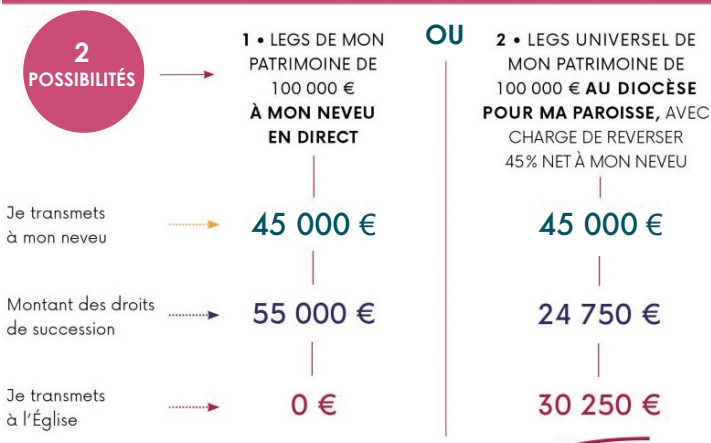 2
POSSIBILITÉS
1 • LEGS DE MON
PATRIMOINE DE
100 000 €
À MON NEVEU
EN DIRECT
OU
2 • LEGS UNIVERSEL DE
MON PATRIMOINE DE
100 000 € AU DIOCÈSE
POUR MA PAROISSE, AVEC
CHARGE DE REVERSER
45% NET À MON NEVEU
Je transmets
à mon neveu
45 000 €
45 000 €
Montant des droits
de succession
55 000 €
24 750 €
Je transmets
à l'Église
0 €
30 250 €